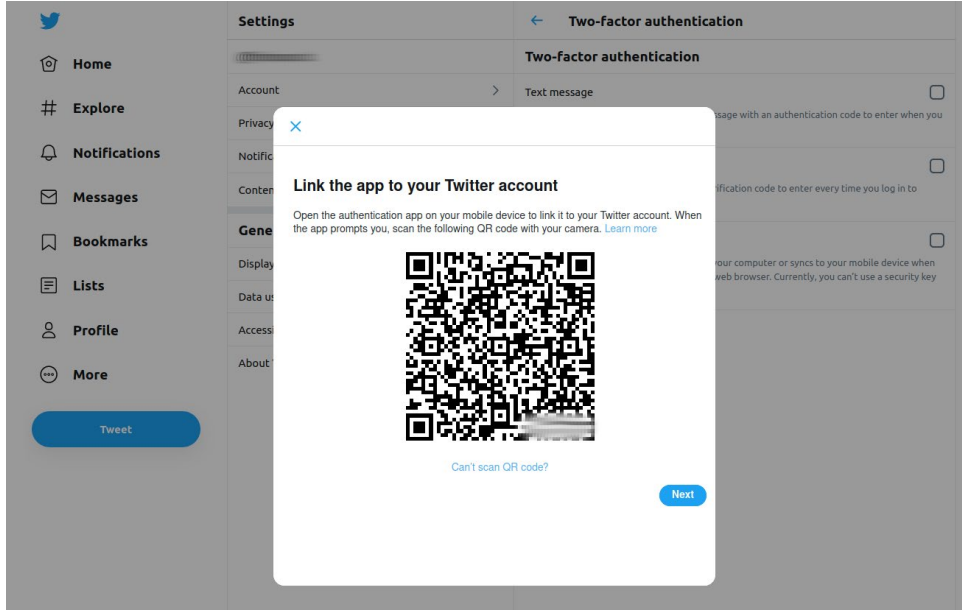 Settings
Two-factor authentication
Home
Explore
Notifications
Messages
Bookmarks
Lists
Profile
More
Tweet
Account
Privacy
Notific
Conten
Gene
Display
Data us
Accessi
About
Two-factor authentication
Text message
ssage with an authentication code to enter when you
ification code to enter every time you log in to
your computer or syncs to your mobile device when
web browser. Currently, you can't use a security key
Link the app to your Twitter account
Open the authentication app on your mobile device to link it to your Twitter account. When
the app prompts you, scan the following QR code with your camera. Learn more
Can't scan QR code?
Next